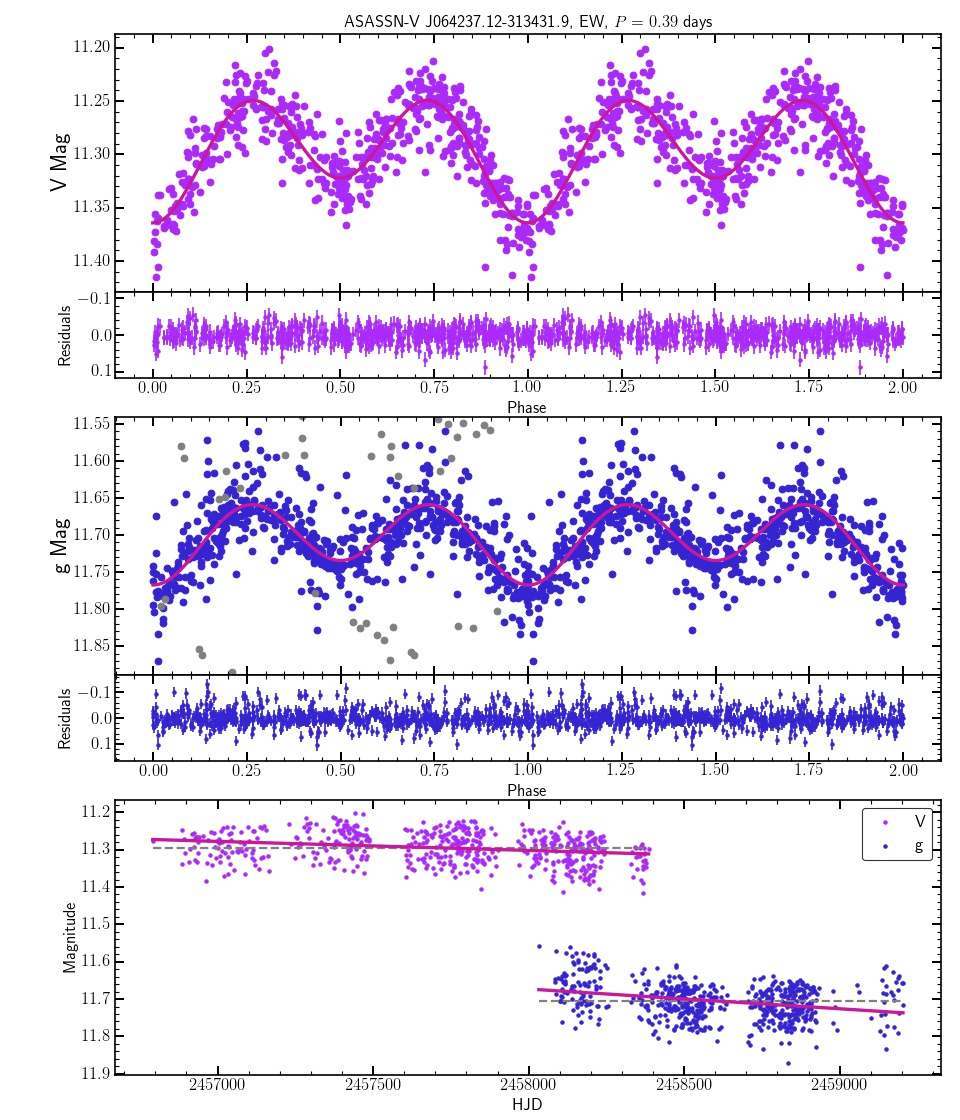 ASASSN-V J064237.12-313431.9, EW, P = 0.39 days
11.20
11.25
11.30
11.35
11.40
V Mag
−0.1
0.0
0.1
Residuals
0.00 0.25 0.50 0.75 1.00 1.25 1.50 1.75 2.00
Phase
11.55
11.60
11.65
11.70
11.75
11.80
11.85
g Mag
−0.1
0.0
0.1
Residuals
0.00 0.25 0.50 0.75 1.00 1.25 1.50 1.75 2.00
Phase
11.2
11.3
11.4
11.5
11.6
11.7
11.8
11.9
Magnitude
V
g
2457000 2457500 2458000 2458500 2459000
HJD